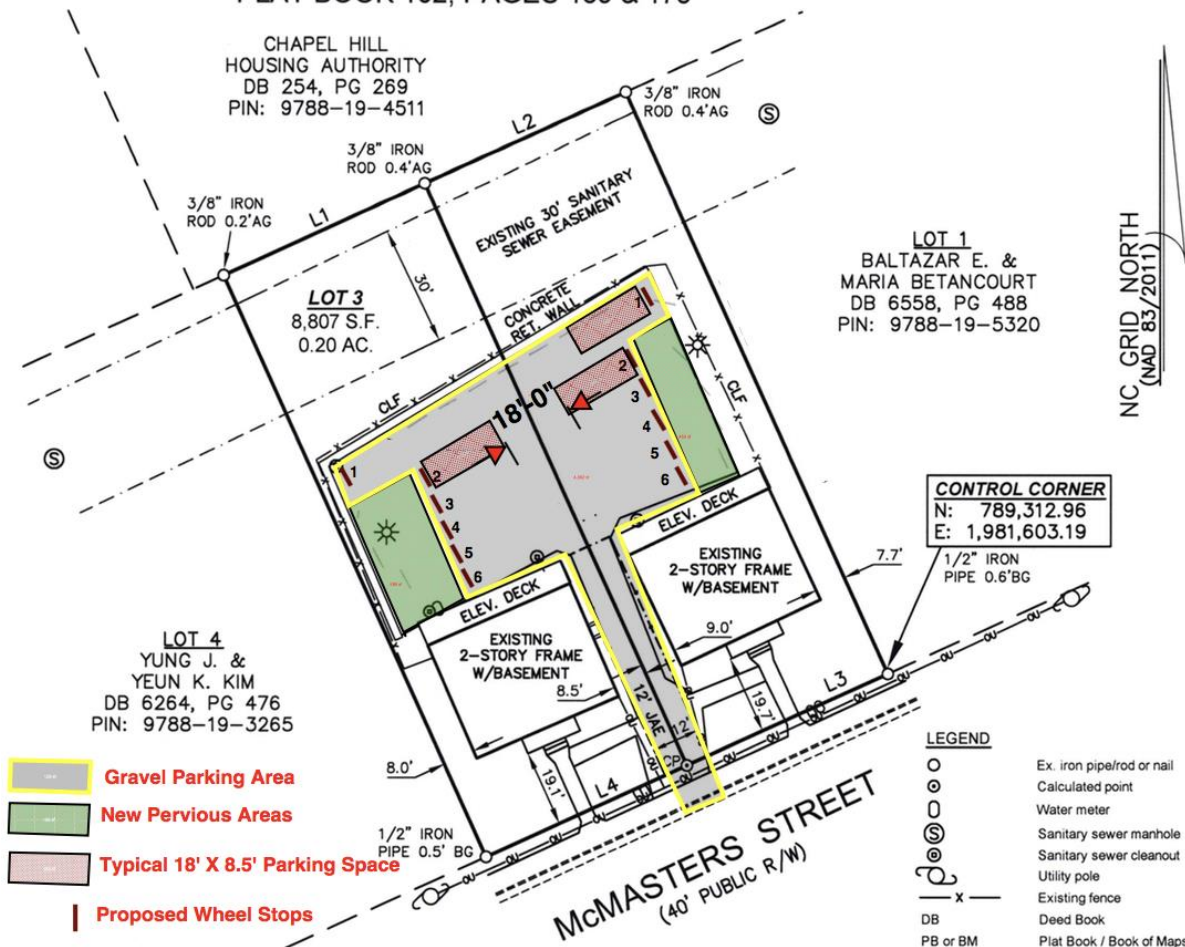 PLAT BOOK 102, PAGES 165 & 175
CHAPEL HILL
HOUSING AUTHORITY
DB 254, PG 269
PIN: 9788-19-4511
3/8" IRON
ROD 0.4'AG
3/8" IRON
ROD 0.4'AG
3/8" IRON
ROD 0.2'AG
L1
L2
EXISTING 30' SANITARY
SEWER EASEMENT
30'
LOT 3
8,807 S.F.
0.20 AC.
CONCRETE
RET. WALL
CLF
CLF
LOT 1
BALTAZAR E. &
MARIA BETANCOURT
DB 6558, PG 488
PIN: 9788-19-5320
NC GRID NORTH
(NAD 83/2011)
18'-0"
1
2
3
4
5
6
7
2
3
4
5
6
ELEV. DECK
ELEV. DECK
EXISTING
2-STORY FRAME
W/BASEMENT
EXISTING
2-STORY FRAME
W/BASEMENT
CONTROL CORNER
N: 789,312.96
E: 1,981,603.19
1/2" IRON
PIPE 0.6'BG
7.7'
9.0'
8.5'
8.0'
12' JAE
12'
CP
19.7'
19.1'
L3
L4
OU
LOT 4
YUNG J. &
YEUN K. KIM
DB 6264, PG 476
PIN: 9788-19-3265
1/2" IRON
PIPE 0.5' BG
McMASTERS STREET
(40' PUBLIC R/W)
Gravel Parking Area
New Pervious Areas
Typical 18' X 8.5' Parking Space
Proposed Wheel Stops
LEGEND
Ex. iron pipe/rod or nail
Calculated point
Water meter
S Sanitary sewer manhole
Sanitary sewer cleanout
Utility pole
x Existing fence
DB Deed Book
PB or BM Plat Book / Book of Maps